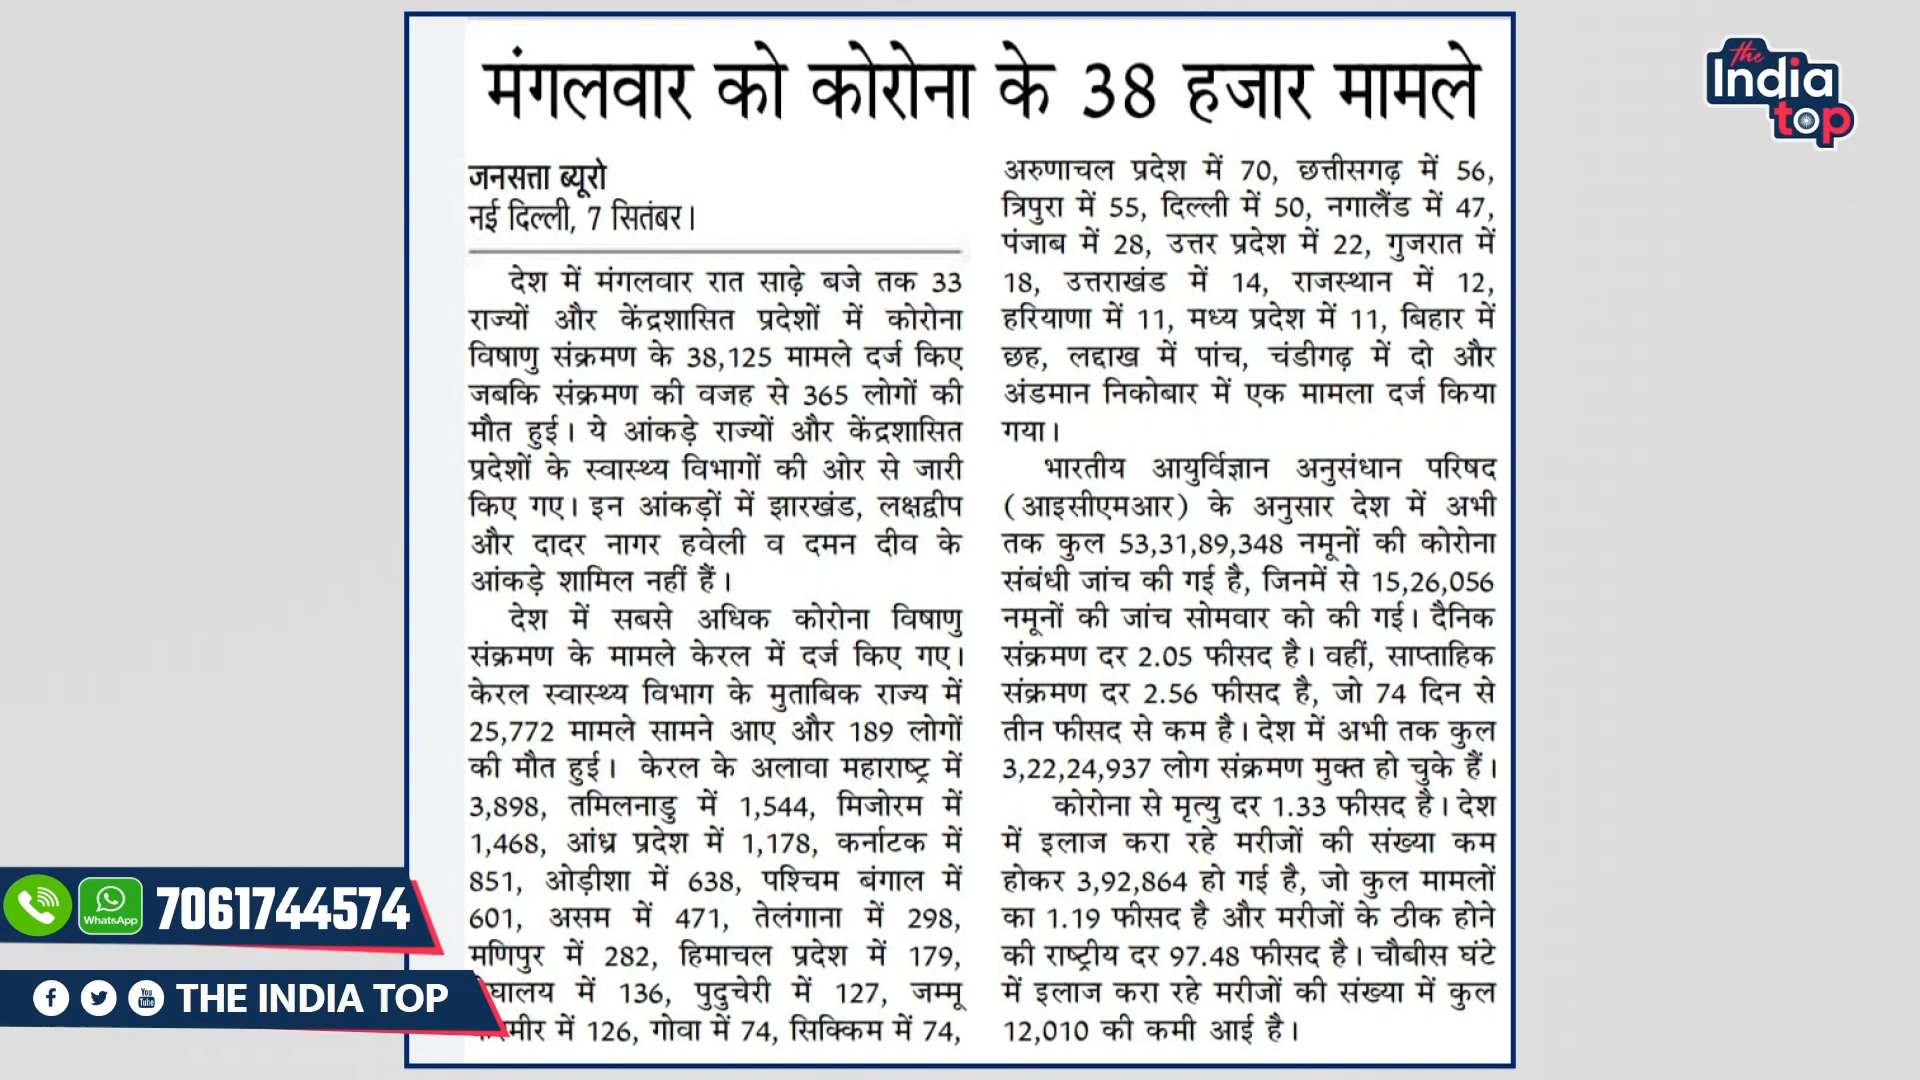 मंगलवार को कोरोना के 38 हजार मामले
जनसत्ता ब्यूरो
नई दिल्ली, 7 सितंबर।
देश में मंगलवार रात साढ़े बजे तक 33
राज्यों और केंद्रशासित प्रदेशों में कोरोना
विषाणु संक्रमण के 38,125 मामले दर्ज किए
जबकि संक्रमण की वजह से 365 लोगों की
मौत हुई। ये आंकड़े राज्यों और केंद्रशासित
प्रदेशों के स्वास्थ्य विभागों की ओर से जारी
किए गए। इन आंकड़ों में झारखंड, लक्षद्वीप
और दादर नागर हवेली व दमन दीव के
आंकड़े शामिल नहीं हैं।
देश में सबसे अधिक कोरोना विषाणु
संक्रमण के मामले केरल में दर्ज किए गए।
केरल स्वास्थ्य विभाग के मुताबिक राज्य में
25,772 मामले सामने आए और 189 लोगों
की मौत हुई। केरल के अलावा महाराष्ट्र में
3,898, तमिलनाडु में 1,544, मिजोरम में
1,468, आंध्र प्रदेश में 1,178, कर्नाटक में
851, ओड़ीशा में 638, पश्चिम बंगाल में
601, असम में 471, तेलंगाना में 298,
मणिपुर में 282, हिमाचल प्रदेश में 179,
में 136, पुदुचेरी में 127, जम्मू
में 126, गोवा में 74, सिक्किम में 74,
अरुणाचल प्रदेश में 70, छत्तीसगढ़ में 56,
त्रिपुरा में 55, दिल्ली में 50, नगालैंड में 47,
पंजाब में 28, उत्तर प्रदेश में 22, गुजरात में
18, उत्तराखंड में 14, राजस्थान में 12,
हरियाणा में 11, मध्य प्रदेश में 11, बिहार में
छह, लद्दाख में पांच, चंडीगढ़ में दो और
अंडमान निकोबार में एक मामला दर्ज किया
गया।
भारतीय आयुर्विज्ञान अनुसंधान परिषद
(आइसीएमआर) के अनुसार देश में अभी
तक कुल 53,31,89,348 नमूनों की कोरोना
संबंधी जांच की गई है, जिनमें से 15,26,056
नमूनों की जांच सोमवार को की गई। दैनिक
संक्रमण दर 2.05 फीसद है। वहीं, साप्ताहिक
संक्रमण दर 2.56 फीसद है, जो 74 दिन से
तीन फीसद से कम है। देश में अभी तक कुल
3,22,24,937 लोग संक्रमण मुक्त हो चुके हैं।
कोरोना से मृत्यु दर 1.33 फीसद है। देश
में इलाज करा रहे मरीजों की संख्या कम
होकर 3,92,864 हो गई है, जो कुल मामलों
का 1.19 फीसद है और मरीजों के ठीक होने
की राष्ट्रीय दर 97.48 फीसद है। चौबीस घंटे
में इलाज करा रहे मरीजों की संख्या में कुल
12,010 की कमी आई है।
the
India
top
WhatsApp
7061744574
You Tube
THE INDIA TOP